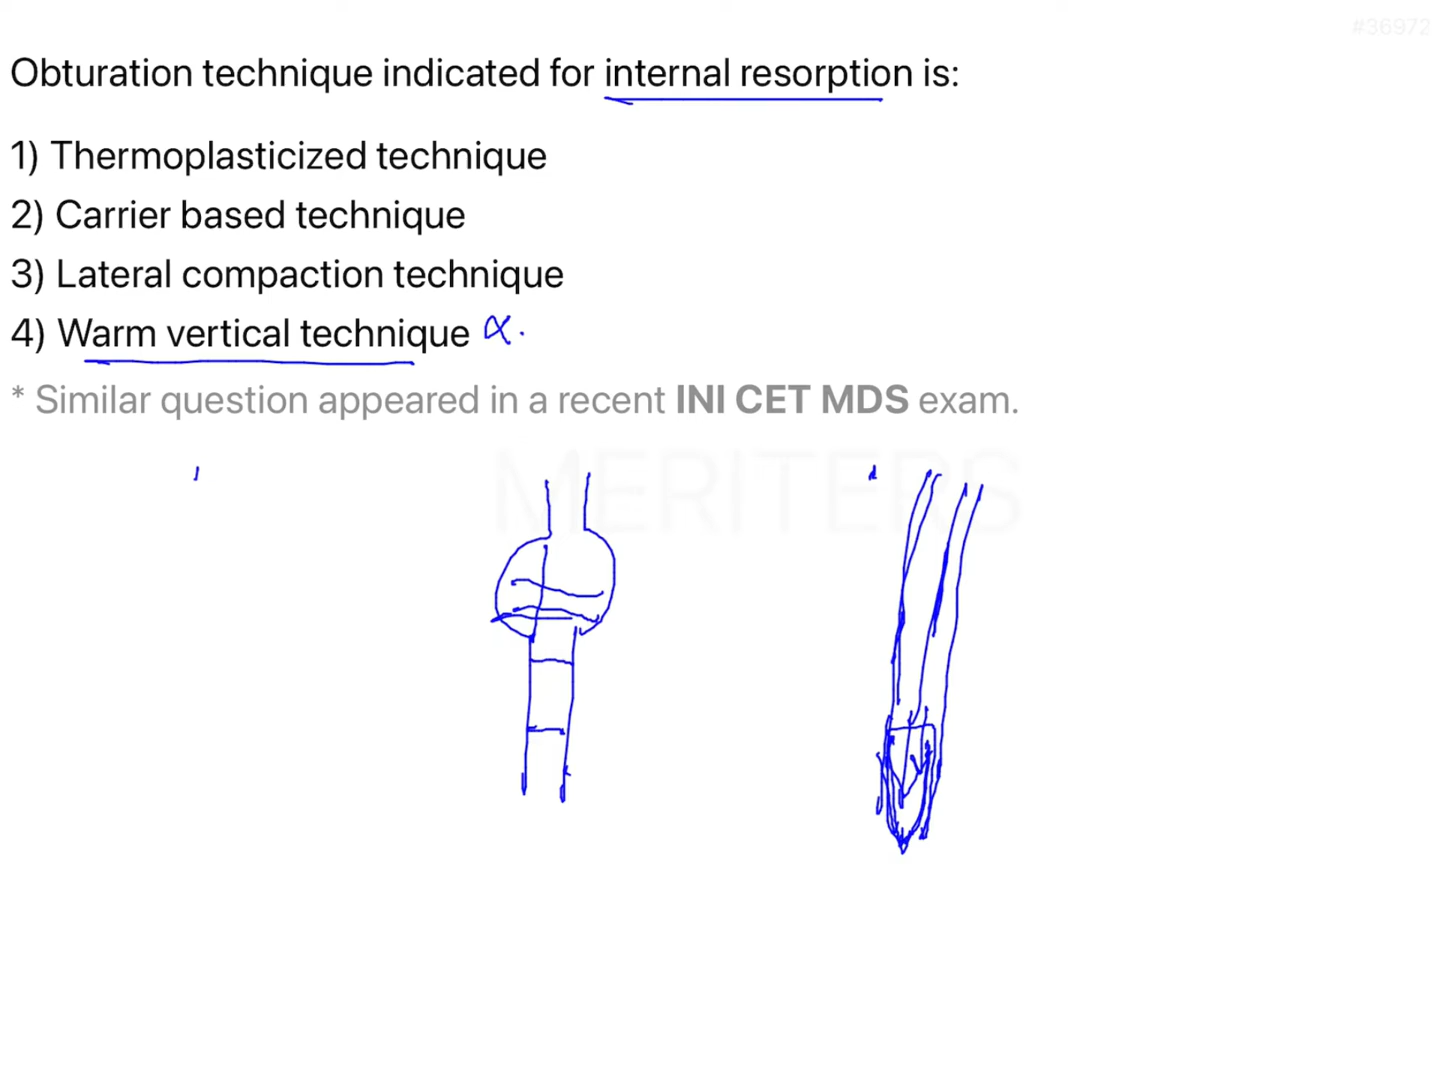 #36972
Obturation technique indicated for internal resorption is:
1) Thermoplasticized technique
2) Carrier based technique
3) Lateral compaction technique
4) Warm vertical technique α.
* Similar question appeared in a recent INI CET MDS exam.
MERITERS